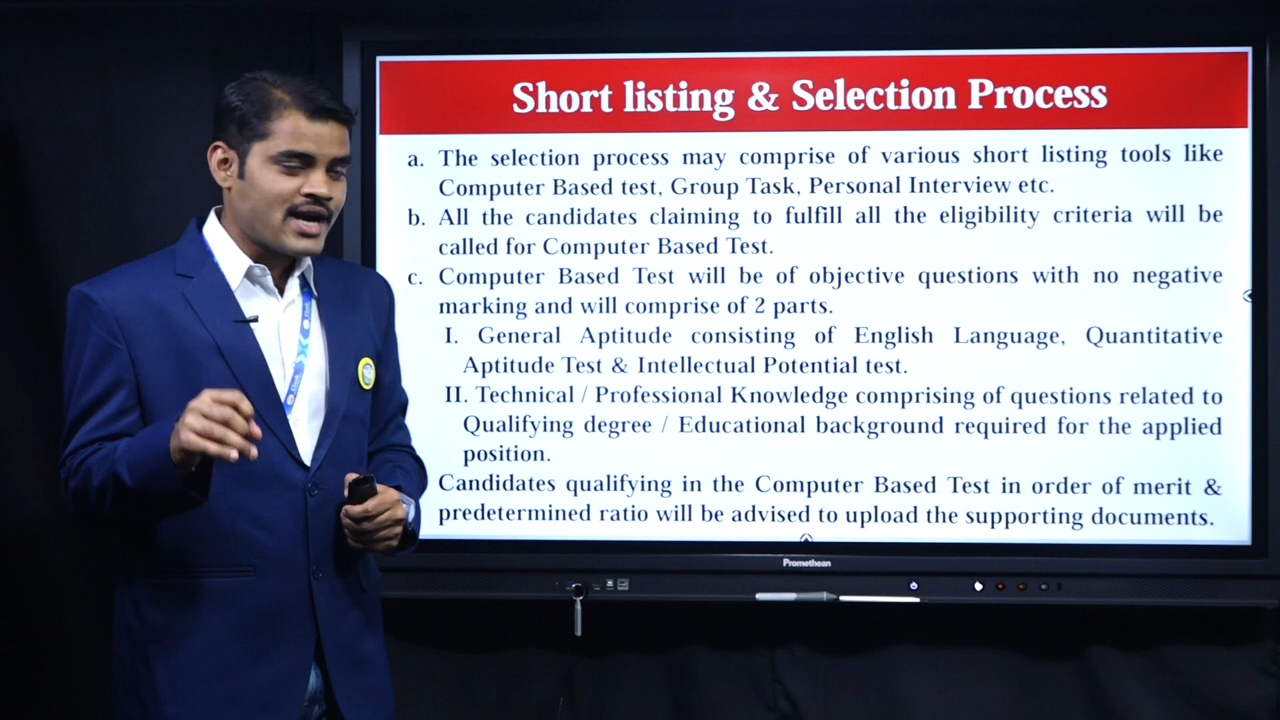 Short listing & Selection Process
a. The selection process may comprise of various short listing tools like
Computer Based test, Group Task, Personal Interview etc.
b. All the candidates claiming to fulfill all the eligibility criteria will be
called for Computer Based Test.
c. Computer Based Test will be of objective questions with no negative
marking and will comprise of 2 parts.
I. General Aptitude consisting of English Language, Quantitative
Aptitude Test & Intellectual Potential test.
II. Technical / Professional Knowledge comprising of questions related to
Qualifying degree / Educational background required for the applied
position.
Candidates qualifying in the Computer Based Test in order of merit &
predetermined ratio will be advised to upload the supporting documents.
Promethean